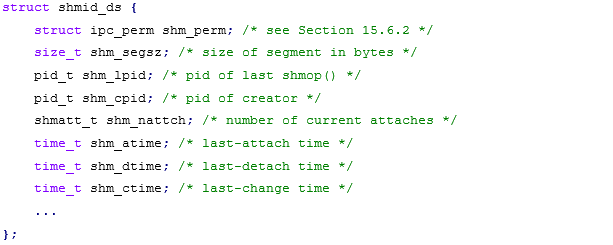 struct shmid_ds {
    struct ipc_perm shm_perm; /* see Section 15.6.2 */
    size_t shm_segsz; /* size of segment in bytes */
    pid_t shm_lpid; /* pid of last shmop() */
    pid_t shm_cpid; /* pid of creator */
    shmatt_t shm_nattch; /* number of current attaches */
    time_t shm_atime; /* last-attach time */
    time_t shm_dtime; /* last-detach time */
    time_t shm_ctime; /* last-change time */
    ...
};